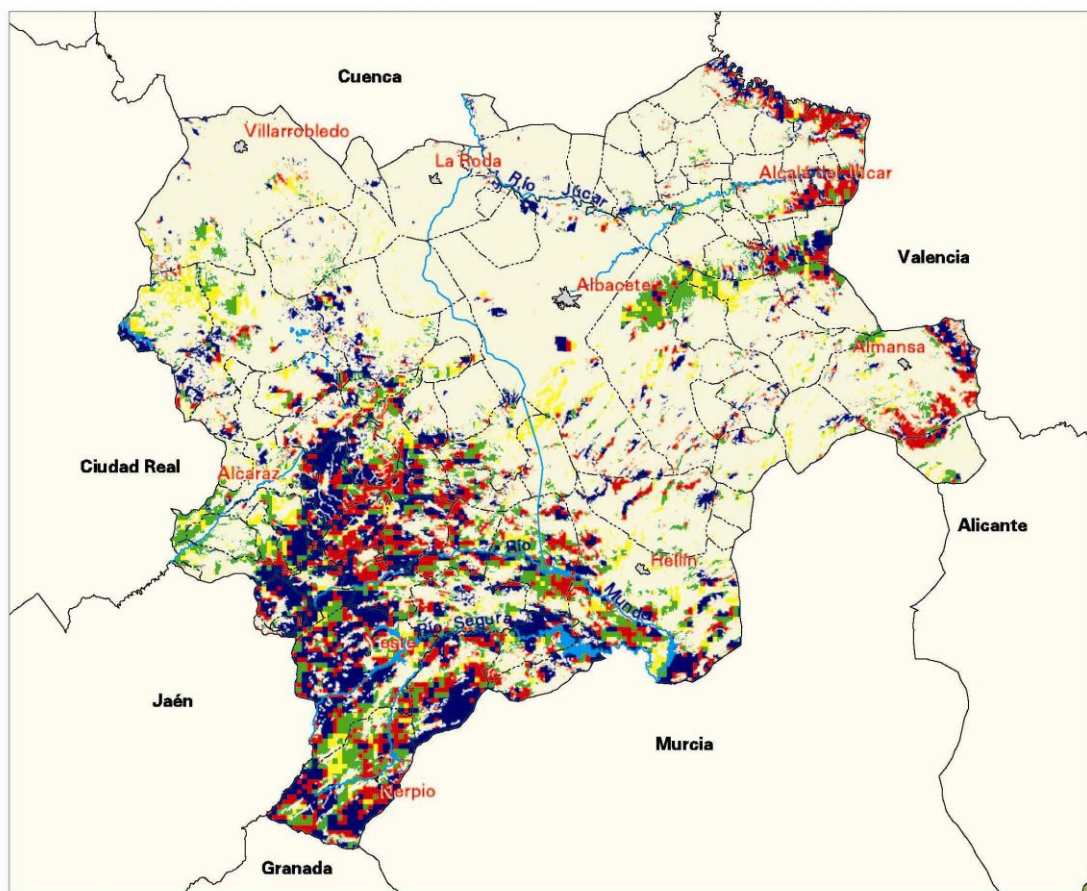 Cuenca
Villarrobledo
La Roda
Río Júcar
Alcalá del Júcar
Valencia
Albacete
Almansa
Ciudad Real
Alcaraz
Alicante
Río Mundo
Hellín
Río Segura
Yeste
Jaén
Murcia
Nerpio
Granada